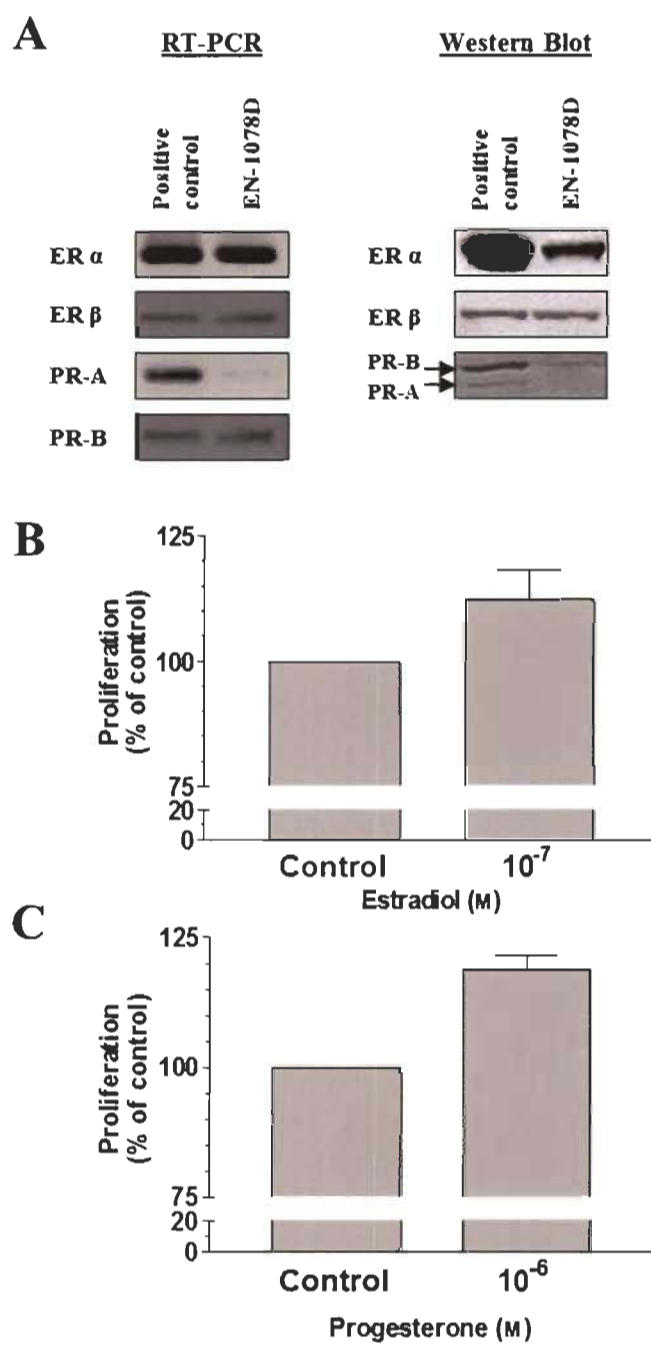 A
RT-PCR
Western Blot
Positive control
EN-1078D
Positive control
EN-1078D
ER α
ER β
PR-A
PR-B
ER α
ER β
PR-B
PR-A
B
Proliferation
(% of control)
125
100
75
20
0
Control
10⁻⁷
Estradiol (M)
C
Proliferation
(% of control)
125
100
75
20
0
Control
10⁻⁶
Progesterone (M)